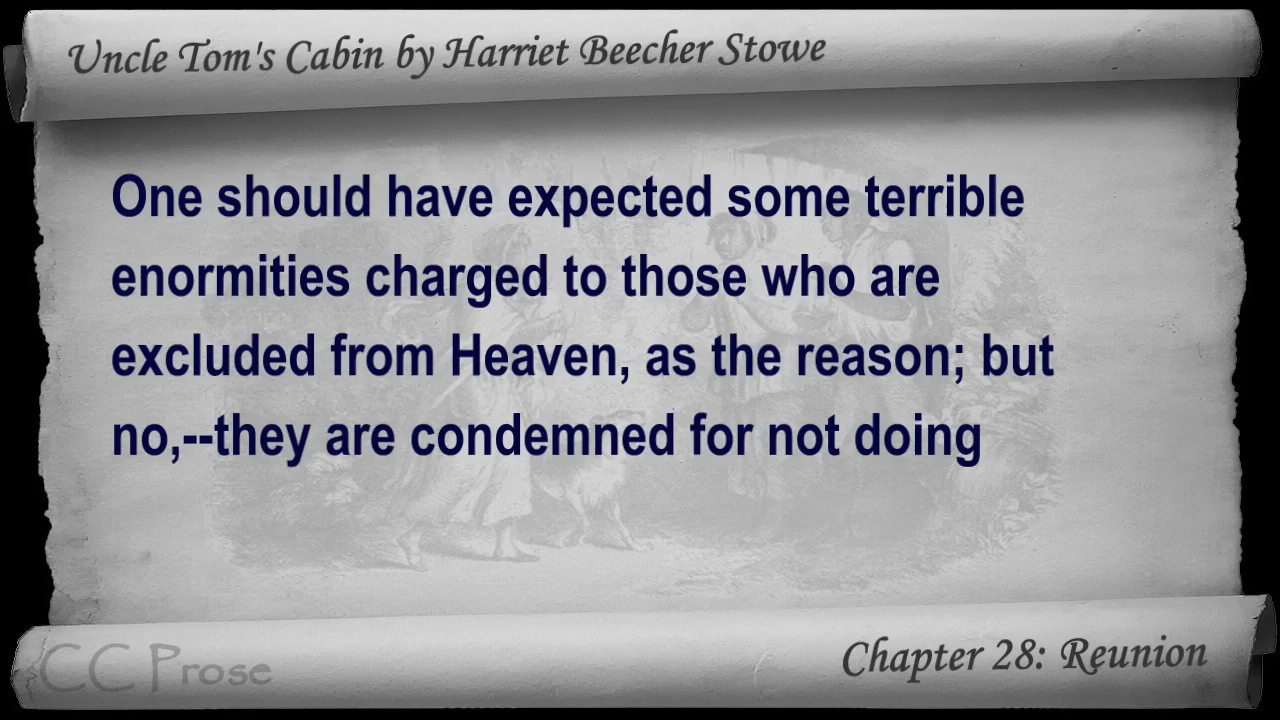 Uncle Tom's Cabin by Harriet Beecher Stowe
One should have expected some terrible
enormities charged to those who are
excluded from Heaven, as the reason; but
no,--they are condemned for not doing
CC Prose
Chapter 28: Reunion